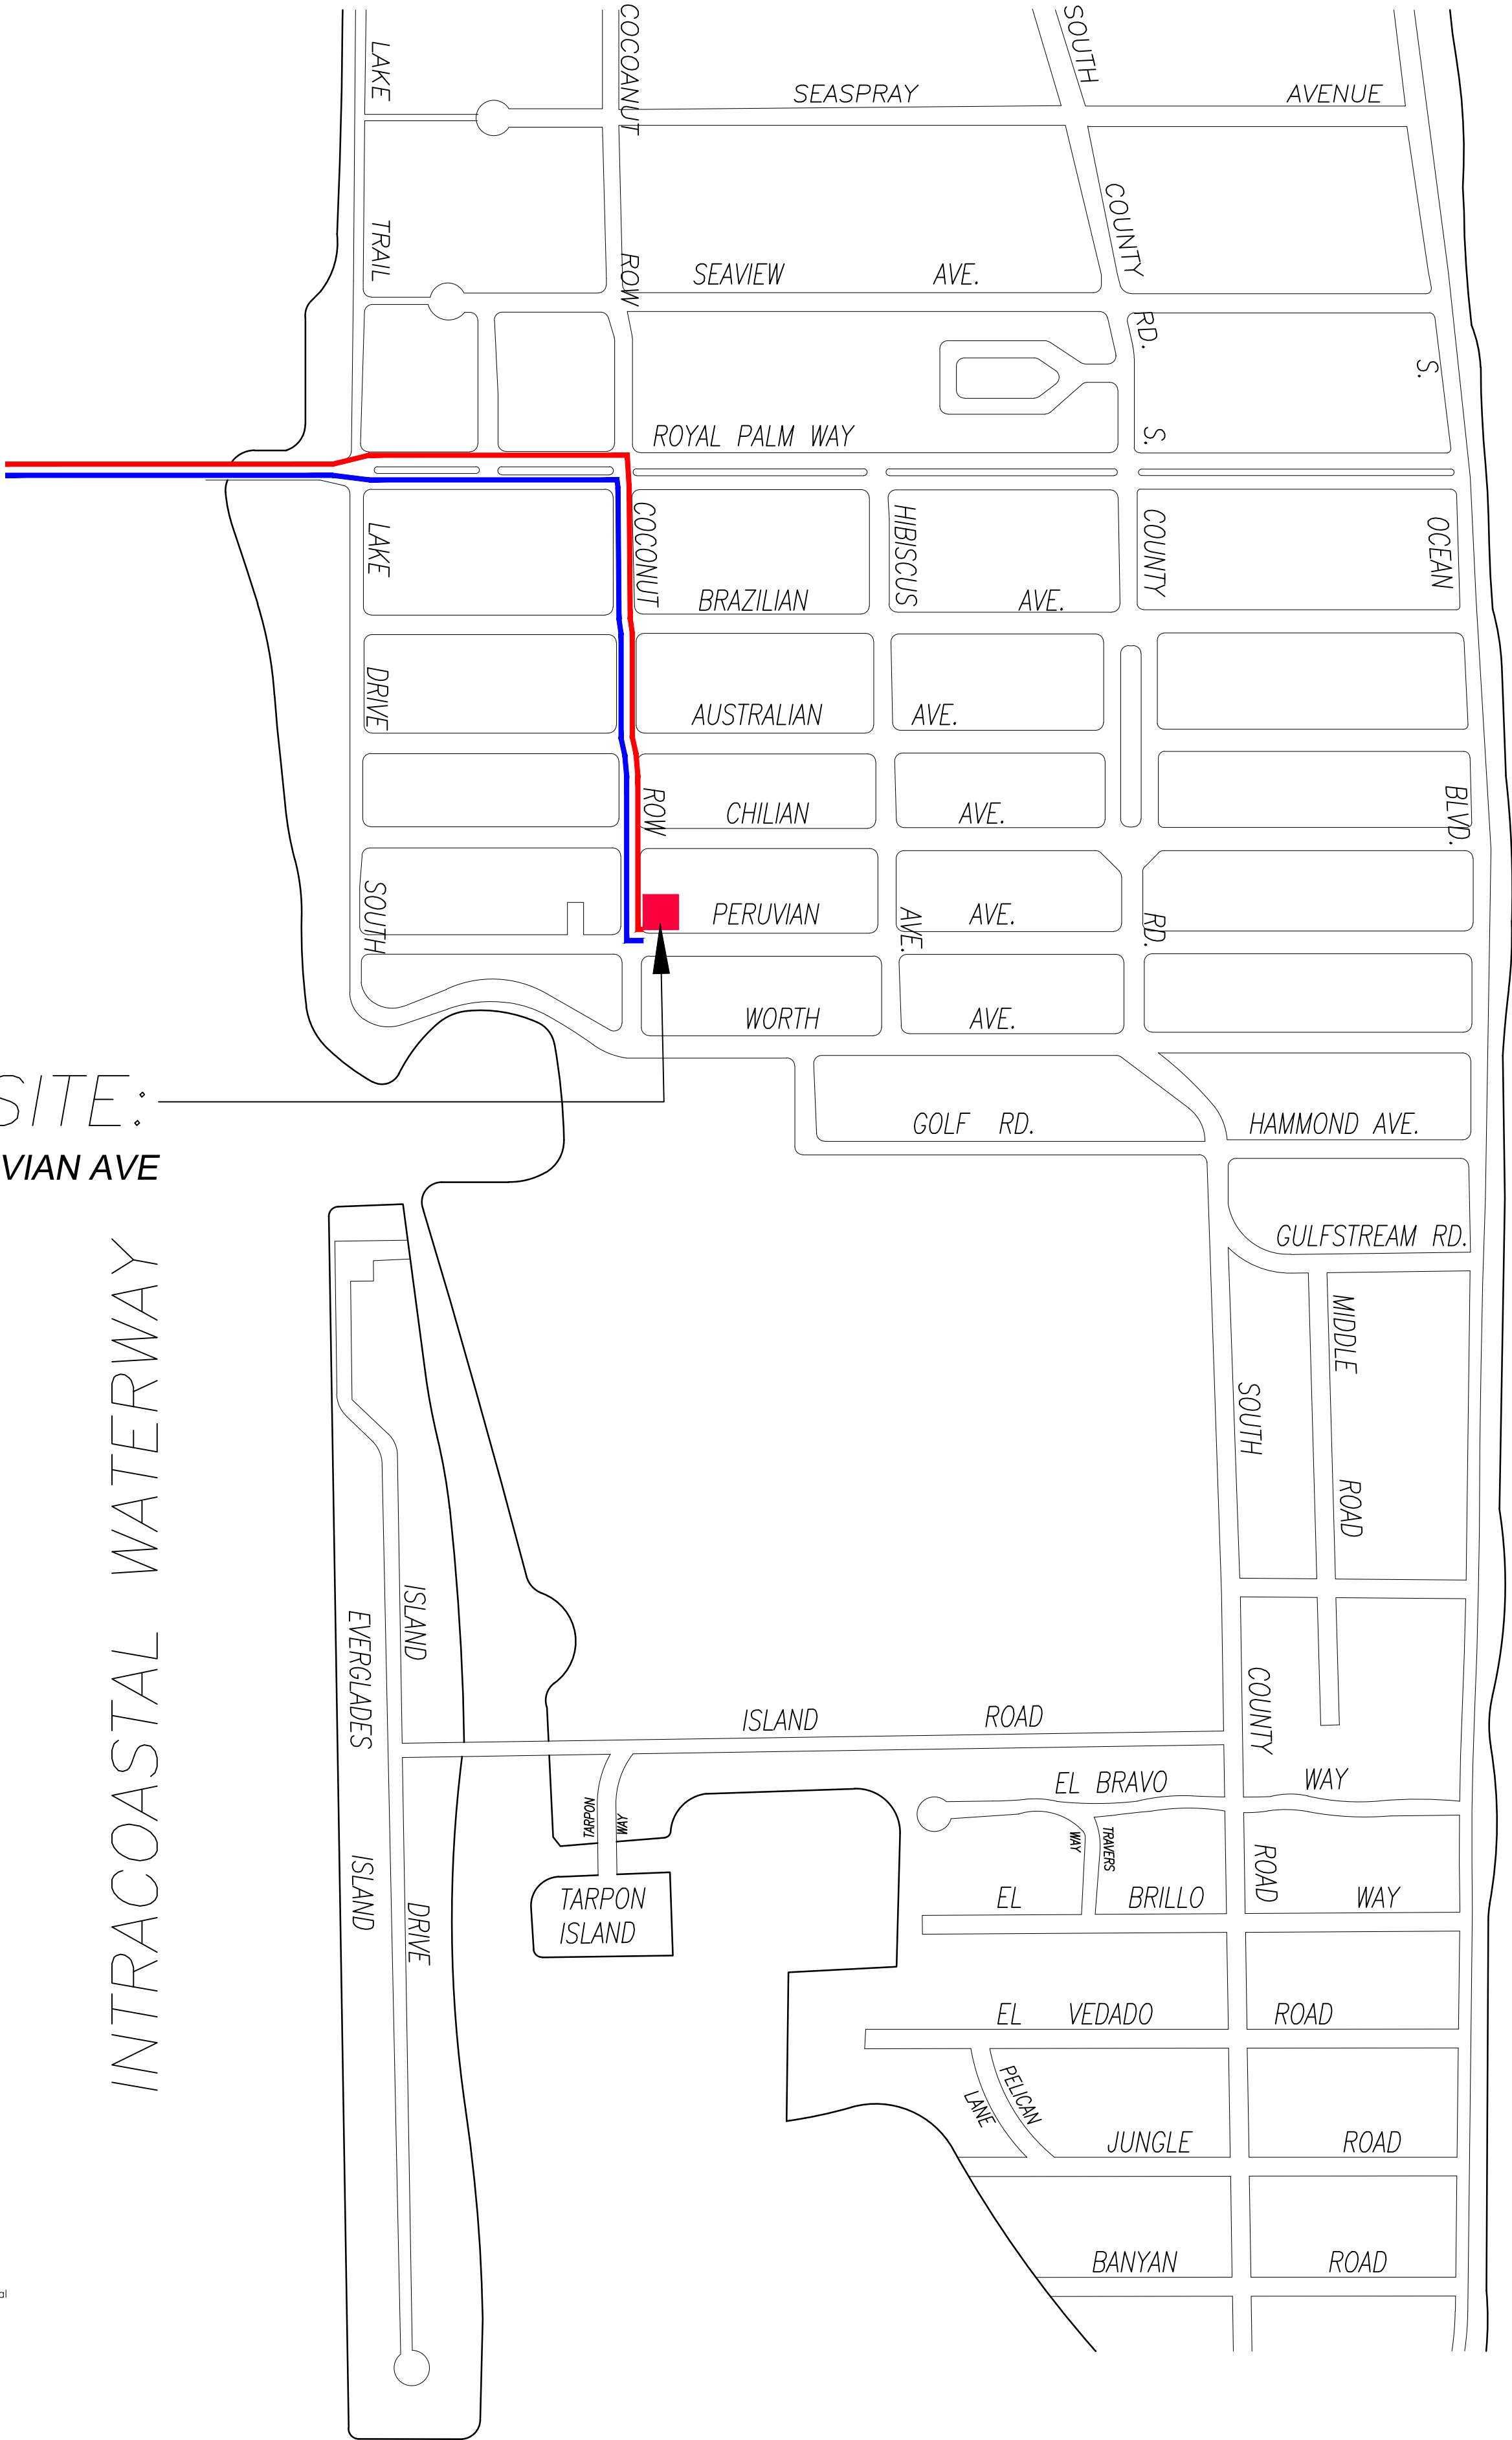 LAKE
COCOANUT
SOUTH
SEASPRAY AVENUE
TRAIL
ROW
COUNTY
SEAVIEW AVE.
RD.
S.
ROYAL PALM WAY
S.
LAKE
COCONUT
HIBISCUS
COUNTY
OCEAN
BRAZILIAN AVE.
DRIVE
AUSTRALIAN AVE.
ROW
CHILIAN AVE.
BLVD.
SOUTH
PERUVIAN AVE.
AVE.
RD.
WORTH AVE.
SITE:
VIAN AVE
GOLF RD.
HAMMOND AVE.
GULFSTREAM RD.
INTRACOASTAL WATERWAY
MIDDLE
SOUTH
ROAD
ISLAND
EVERGLADES
COUNTY
ISLAND ROAD
EL BRAVO WAY
TARPON
WAY
WAY
TRAVERS
ROAD
ISLAND
DRIVE
TARPON
ISLAND
EL BRILLO WAY
EL VEDADO ROAD
PELICAN
LANE
JUNGLE ROAD
BANYAN ROAD